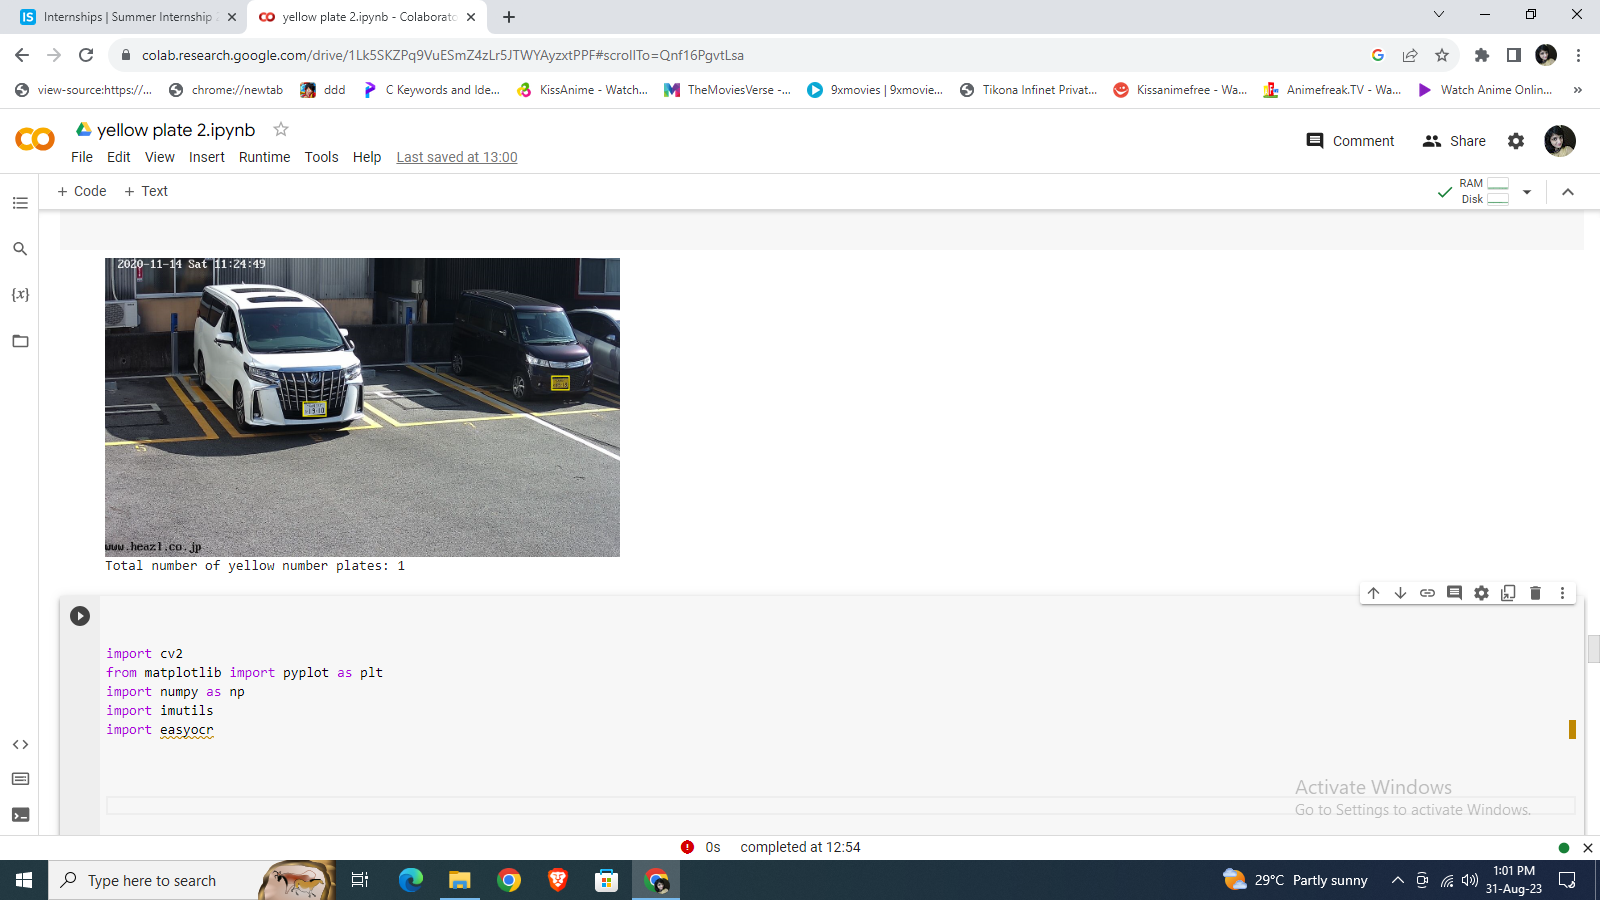 Internships | Summer Internship 2
yellow plate 2.ipynb - Colaborato
colab.research.google.com/drive/1Lk5SKZPq9VuESmZ4zLr5JTWYAyzxtPPF#scrollTo=Qnf16PgvtLsa
view-source:https://... chrome://newtab ddd C Keywords and Ide... KissAnime - Watch... TheMoviesVerse -... 9xmovies | 9xmovie... Tikona Infinet Privat... Kissanimefree - Wa... Animefreak.TV - Wa... Watch Anime Onlin... »
yellow plate 2.ipynb
File Edit View Insert Runtime Tools Help Last saved at 13:00
Comment Share
+ Code + Text
RAM
Disk
{x}
2020-11-14 Sat 11:24:49
19-10
www.heazl.co.jp
Total number of yellow number plates: 1
import cv2
from matplotlib import pyplot as plt
import numpy as np
import imutils
import easyocr
Activate Windows
Go to Settings to activate Windows.
0s completed at 12:54
Type here to search
29°C Partly sunny
1:01 PM
31-Aug-23